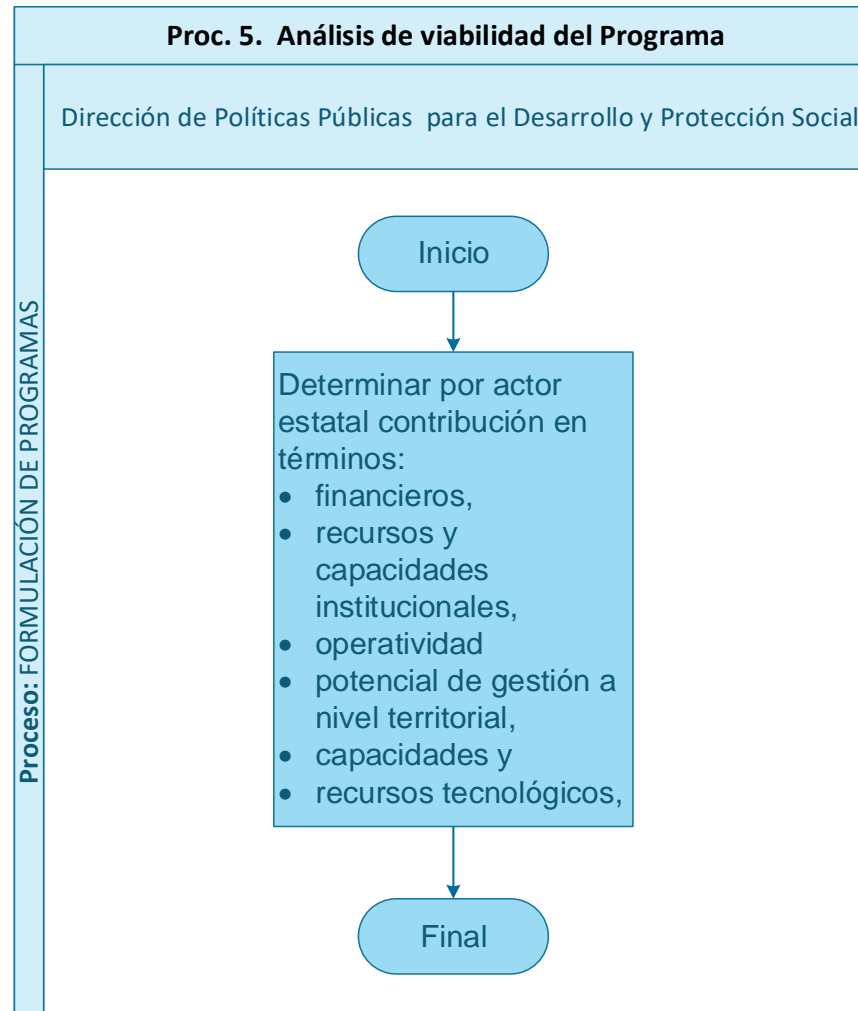 Proc. 5.  Análisis de viabilidad del Programa
Dirección de Políticas Públicas  para el Desarrollo y Protección Social
Proceso: FORMULACIÓN DE PROGRAMAS
Inicio
Determinar por actor
estatal contribución en
términos:
• financieros,
• recursos y
capacidades
institucionales,
• operatividad
• potencial de gestión a
nivel territorial,
• capacidades y
• recursos tecnológicos,
Final